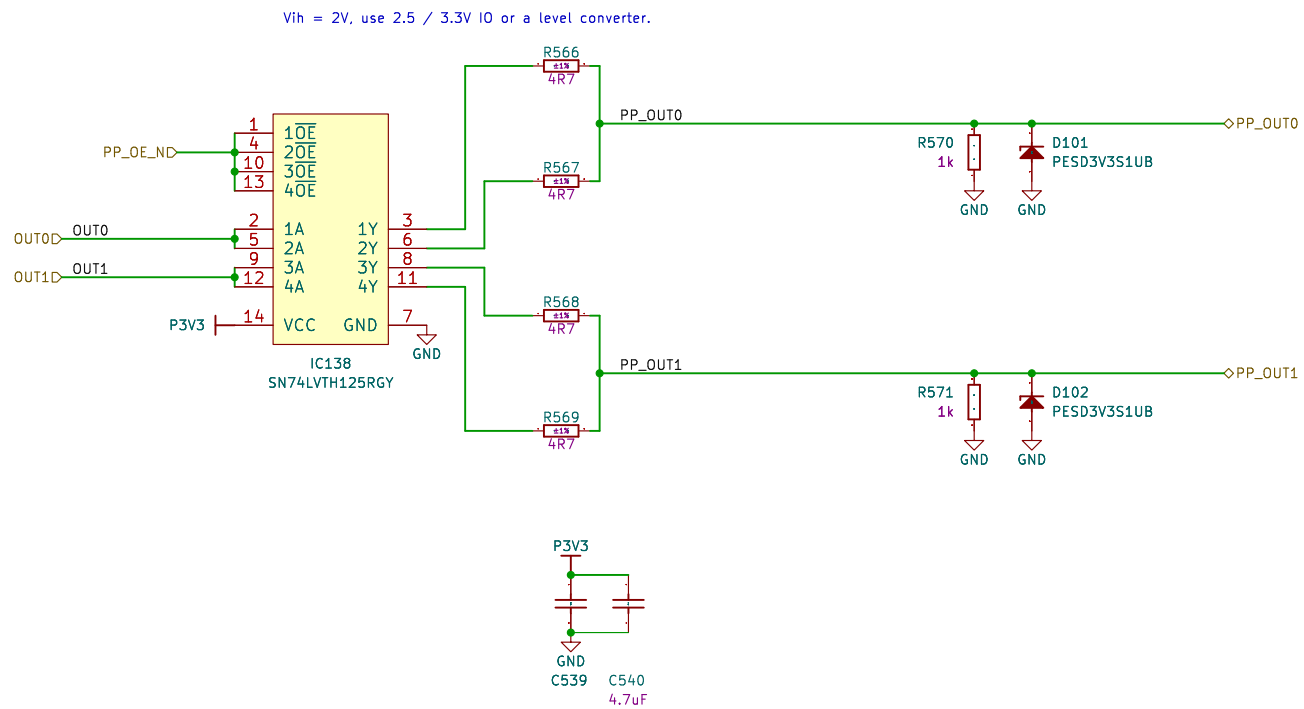 Vih = 2V, use 2.5 / 3.3V IO or a level converter.
R566
±1%
4R7
PP_OUT0
PP_OUT0
R570
1k
GND
D101
PESD3V3S1UB
GND
R567
±1%
4R7
PP_OE_N
1 1OE
4 2OE
10 3OE
13 4OE
OUT0 OUT0
2 1A 1Y 3
5 2A 2Y 6
OUT1 OUT1
9 3A 3Y 8
12 4A 4Y 11
P3V3 14 VCC GND 7
GND
IC138
SN74LVTH125RGY
R568
±1%
4R7
PP_OUT1
PP_OUT1
R571
1k
GND
D102
PESD3V3S1UB
GND
R569
±1%
4R7
P3V3
GND
C539 C540
4.7uF